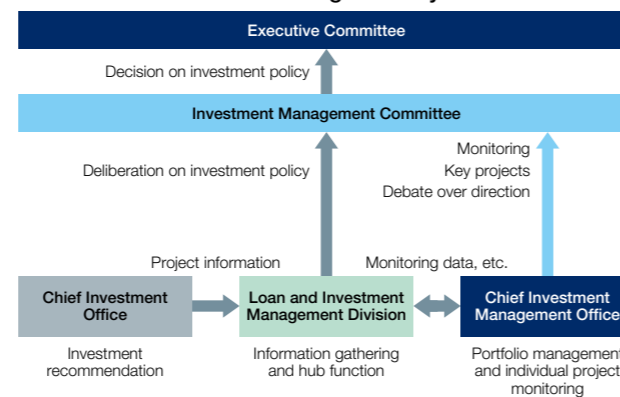 Executive Committee
Decision on investment policy
Investment Management Committee
Deliberation on investment policy
Monitoring
Key projects
Debate over direction
Project information
Monitoring data, etc.
Chief Investment
Office
Loan and Investment
Management Division
Chief Investment
Management Office
Investment
recommendation
Information gathering
and hub function
Portfolio management
and individual project
monitoring